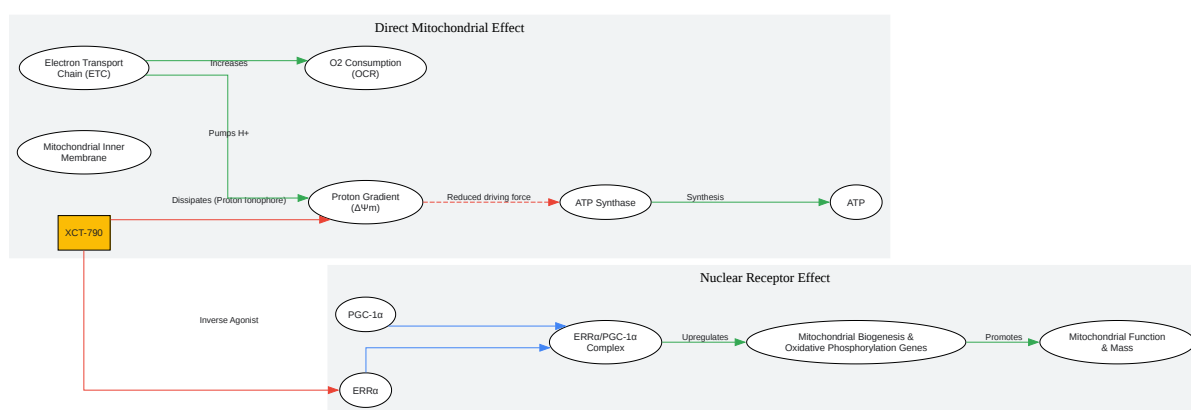 Direct Mitochondrial Effect
Electron Transport
Chain (ETC)
Increases
O2 Consumption
(OCR)
Pumps H+
Mitochondrial Inner
Membrane
Dissipates (Proton Ionophore)
Proton Gradient
(ΔΨm)
Reduced driving force
ATP Synthase
Synthesis
ATP
XCT-790
Nuclear Receptor Effect
Inverse Agonist
PGC-1α
ERRα/PGC-1α
Complex
Upregulates
Mitochondrial Biogenesis &
Oxidative Phosphorylation Genes
Promotes
Mitochondrial Function
& Mass
ERRα